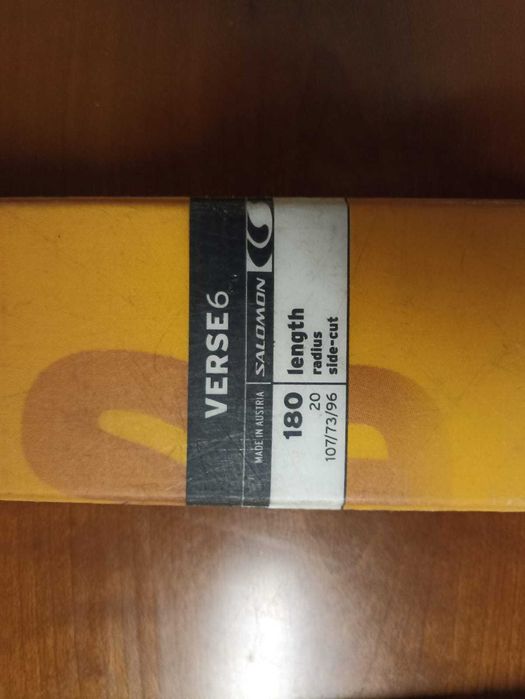 VERSE6
MADE IN AUSTRIA | SALOMON
180 length
20 radius
107/73/96 side-cut